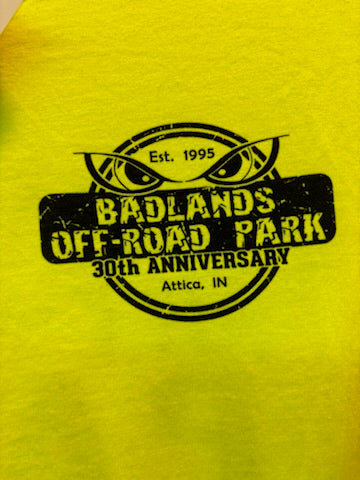 Est. 1995
BADLANDS
OFF-ROAD PARK
30th ANNIVERSARY
Attica, IN